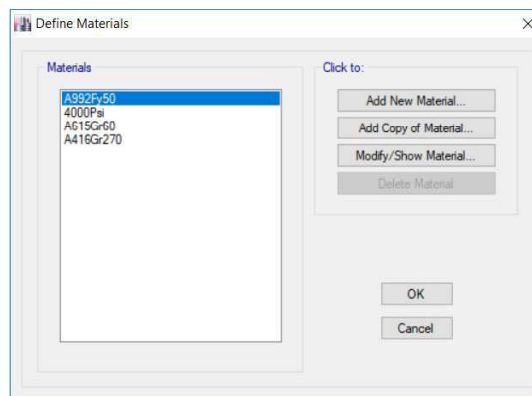 Define Materials
Materials
A992Fy50
4000Psi
A615Gr60
A416Gr270
Click to:
Add New Material...
Add Copy of Material...
Modify/Show Material...
Delete Material
OK
Cancel